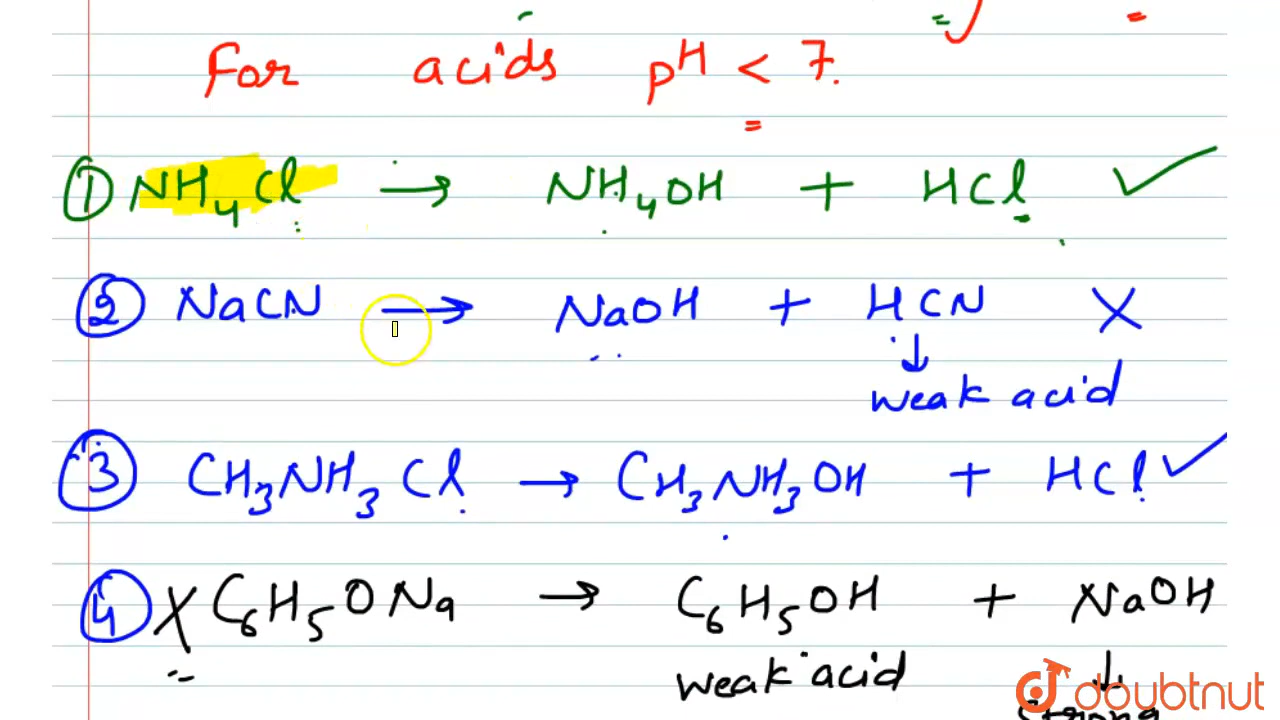 For acids pH < 7.
① NH₄Cl → NH₄OH + HCl ✓
② NaCN → NaOH + HCN X
↓
weak acid
③ CH₃NH₃Cl → CH₃NH₃OH + HCl ✓
④ X C₆H₅ONa → C₆H₅OH + NaOH
weak acid ↓
doubtnut